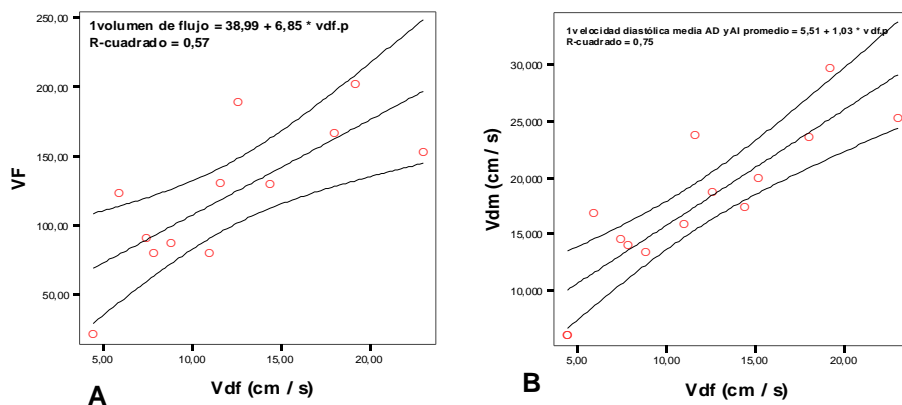 1volumen de flujo = 38,99 + 6,85 * vdf.p
R-cuadrado = 0,57
250,00
200,00
150,00
100,00
50,00
VF
5,00 10,00 15,00 20,00
Vdf (cm / s)
A
1velocidad diastólica media AD yAI promedio = 5,51 + 1,03 * vdf.p
R-cuadrado = 0,75
30,000
25,000
20,000
15,000
10,000
Vdm (cm / s)
5,00 10,00 15,00 20,00
Vdf (cm / s)
B